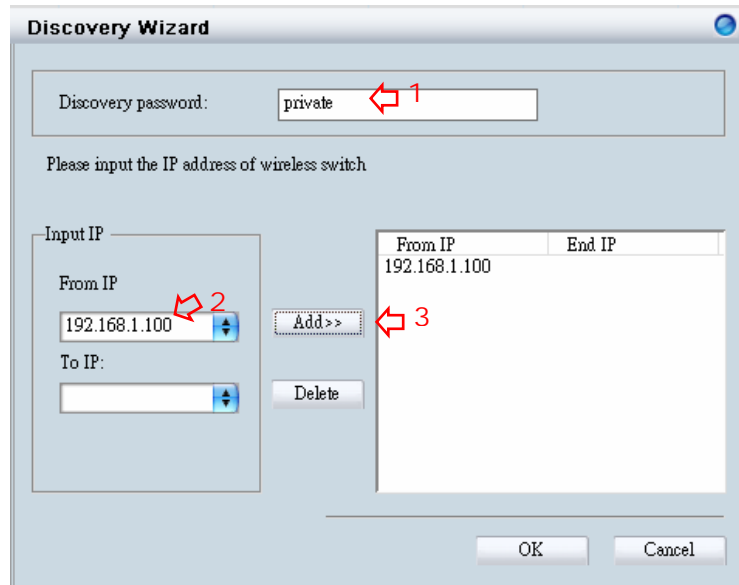 Discovery Wizard
Discovery password: private 1
Please input the IP address of wireless switch
Input IP
From IP
192.168.1.100 2
To IP:
Add>> 3
Delete
From IP End IP
192.168.1.100
OK Cancel